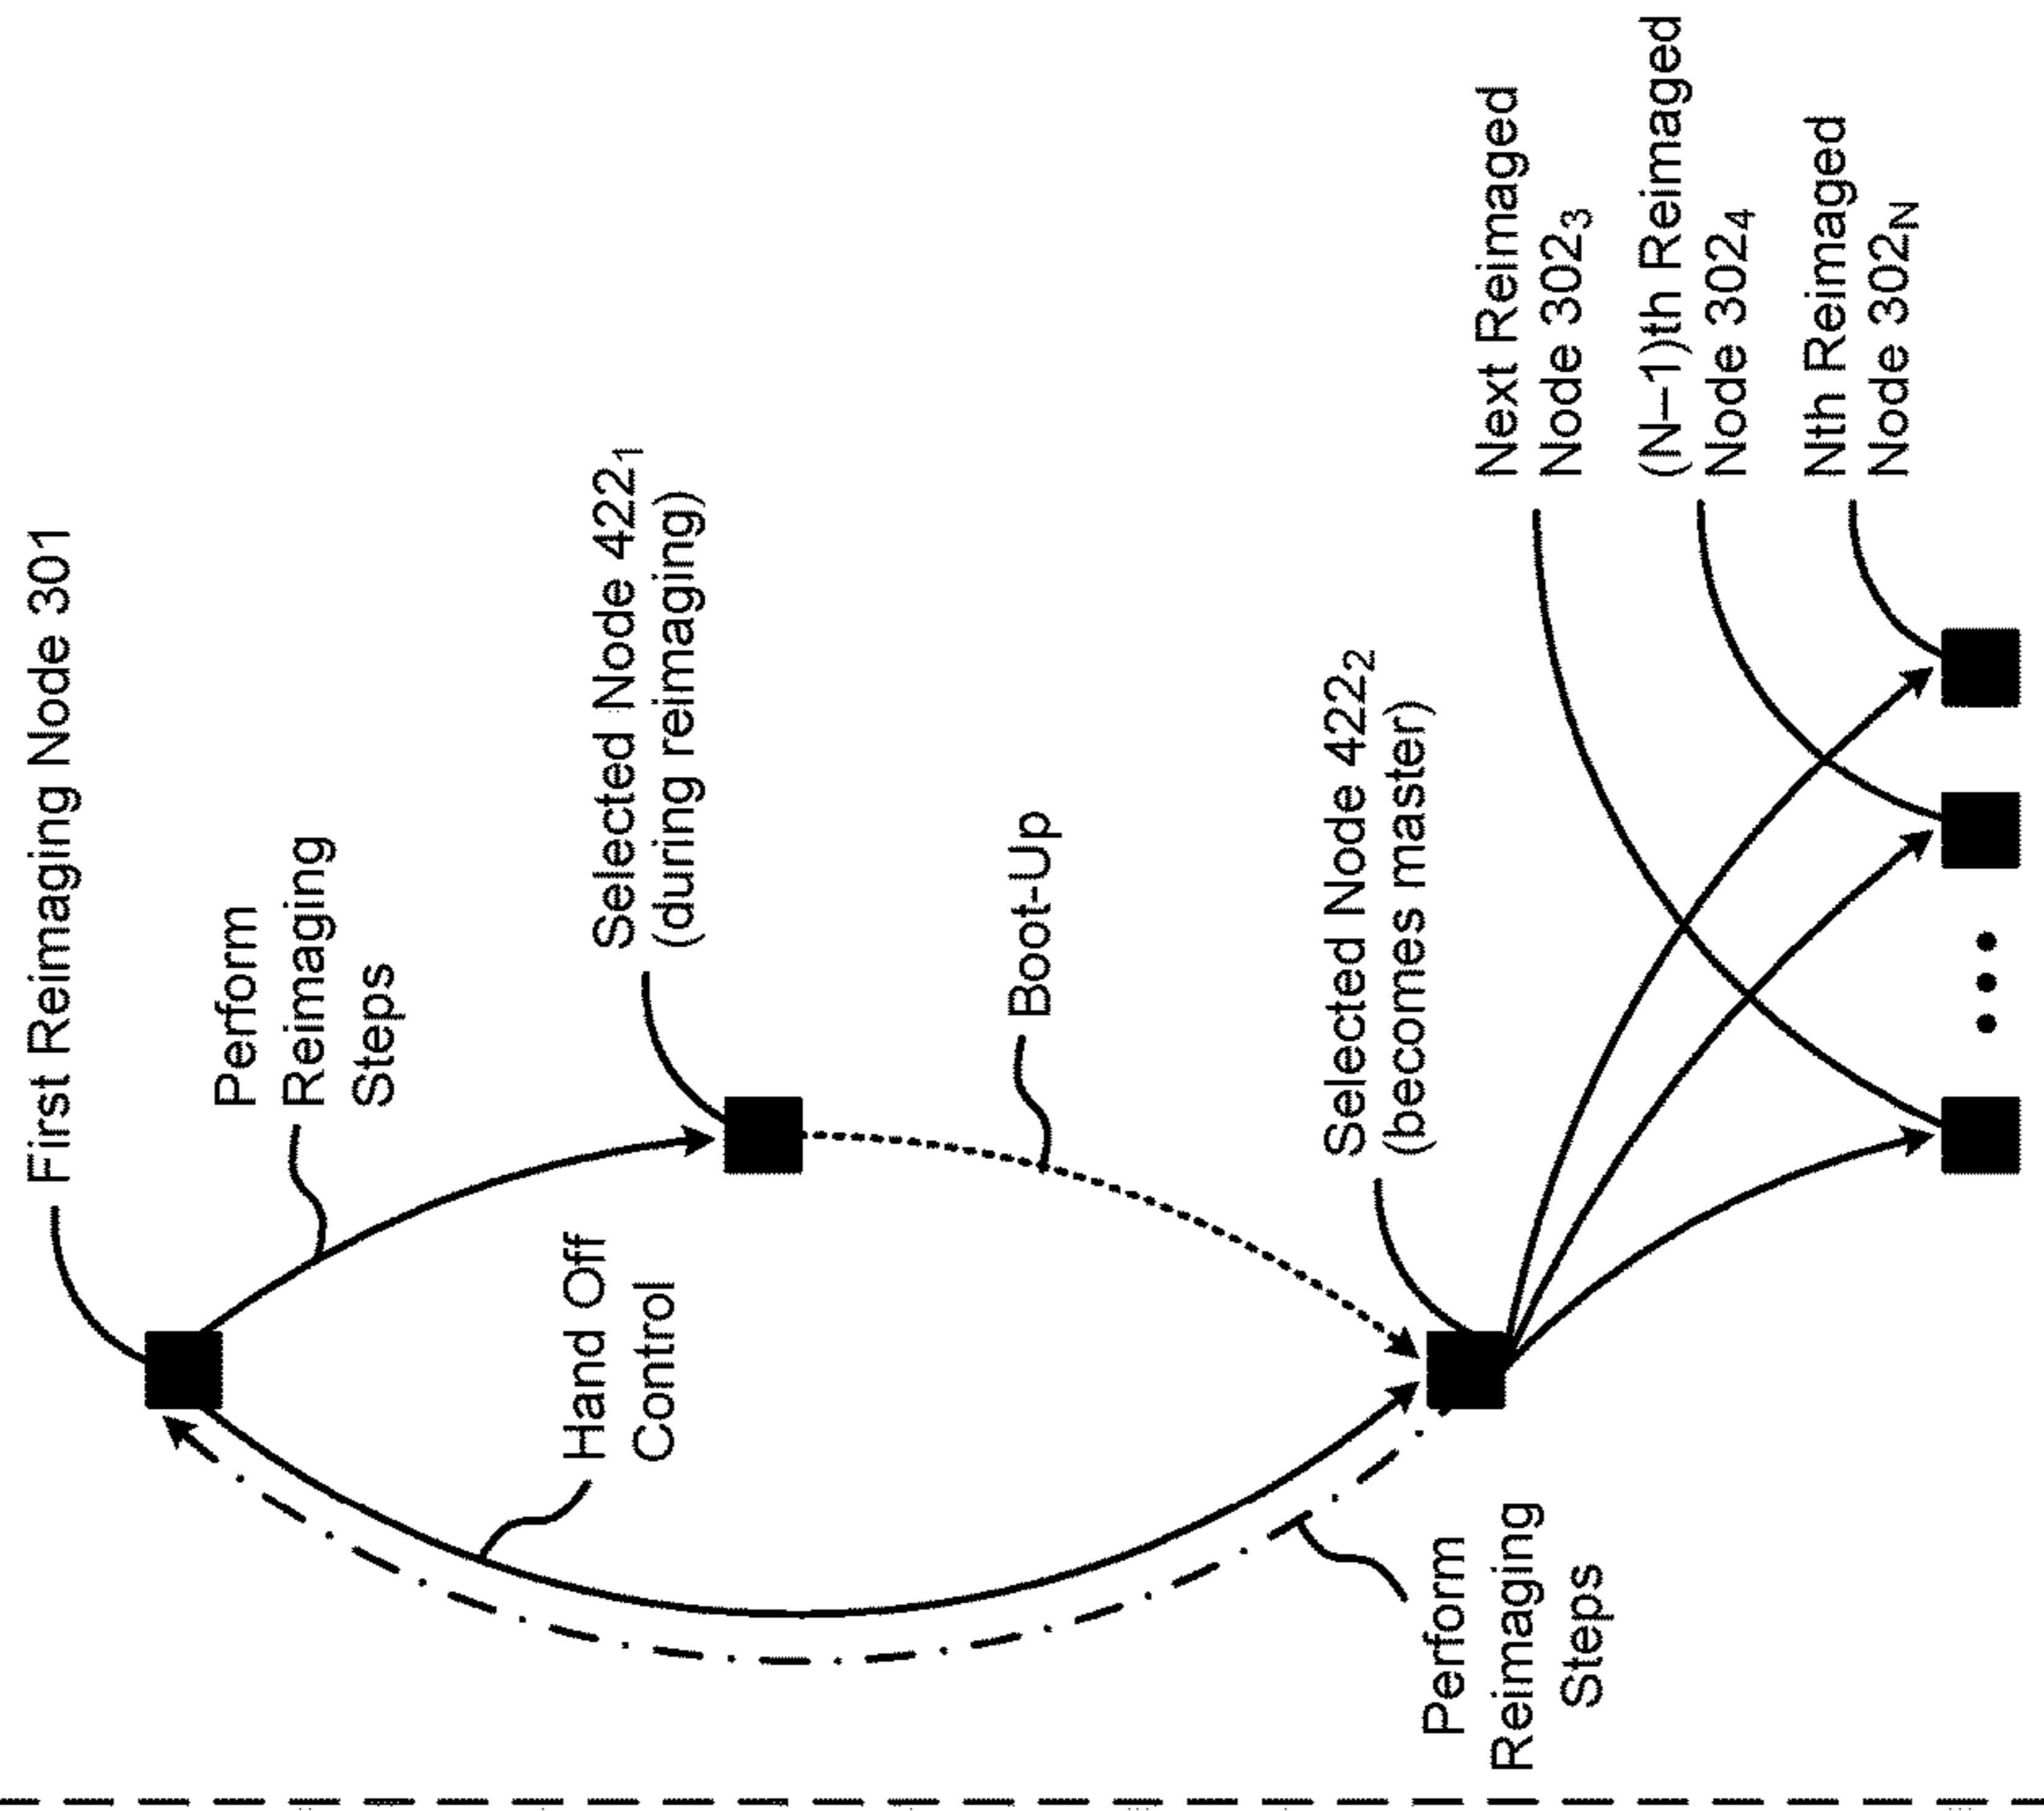 First Reimaging Node 301
Perform
Reimaging
Steps
Hand Off
Control
Selected Node 422₁
(during reimaging)
Boot-Up
Selected Node 422₂
(becomes master)
Perform
Reimaging
Steps
Next Reimaged
Node 302₃
(N–1)th Reimaged
Node 302₄
Nth Reimaged
Node 302N